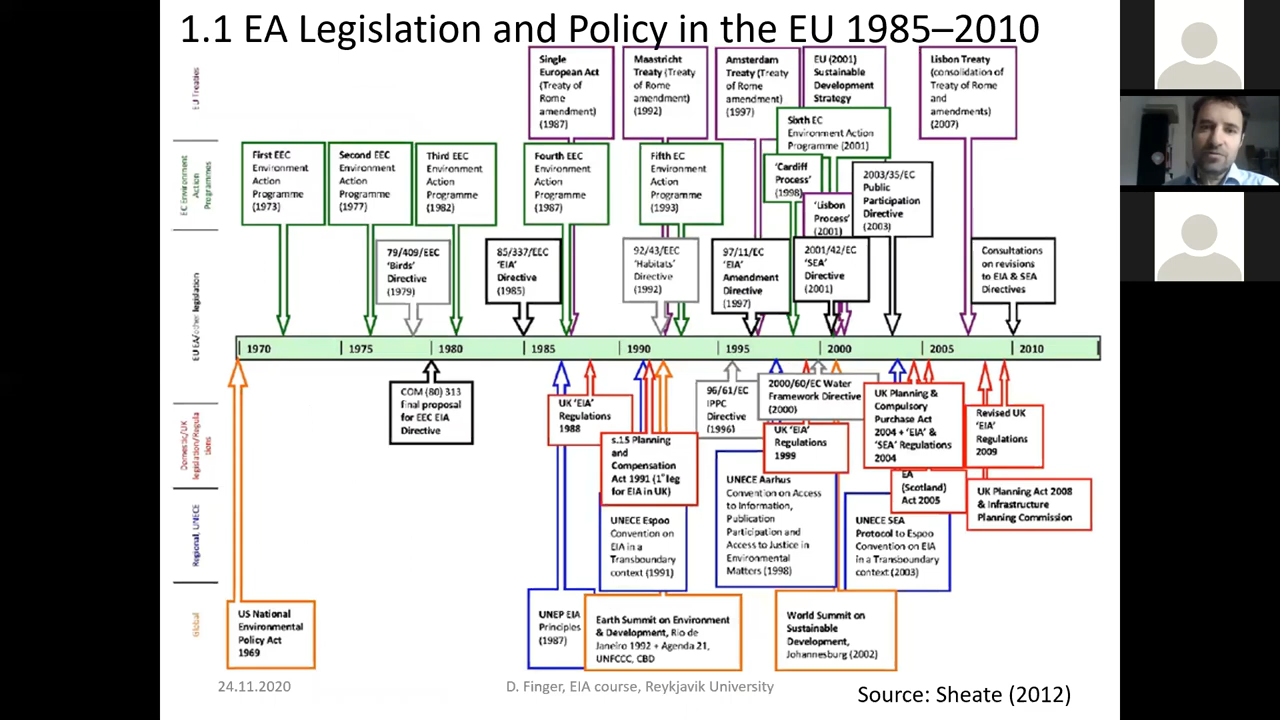 1.1 EA Legislation and Policy in the EU 1985–2010
EU Treaties
Single
European Act
(Treaty of
Rome
amendment)
(1987)
Maastricht
Treaty (Treaty
of Rome
amendment)
(1992)
Amsterdam
Treaty (Treaty
of Rome
amendment)
(1997)
EU (2001)
Sustainable
Development
Strategy
Lisbon Treaty
(consolidation of
Treaty of Rome
and
amendments)
(2007)
Sixth EC
Environment Action
Programme (2001)
EC Environment
Action
Programmes
First EEC
Environment
Action
Programme
(1973)
Second EEC
Environment
Action
Programme
(1977)
Third EEC
Environment
Action
Programme
(1982)
Fourth EEC
Environment
Action
Programme
(1987)
Fifth EC
Environment
Action
Programme
(1993)
'Cardiff
Process'
(1998)
'Lisbon
Process'
(2001)
2003/35/EC
Public
Participation
Directive
(2003)
EU EA/other legislation
79/409/EEC
'Birds'
Directive
(1979)
85/337/EEC
'EIA'
Directive
(1985)
92/43/EEC
'Habitats'
Directive
(1992)
97/11/EC
'EIA'
Amendment
Directive
(1997)
2001/42/EC
'SEA'
Directive
(2001)
Consultations
on revisions
to EIA & SEA
Directives
1970
1975
1980
1985
1990
1995
2000
2005
2010
Domestic/UK
legislation/Regula
tions
COM (80) 313
final proposal
for EEC EIA
Directive
UK 'EIA'
Regulations
1988
s.15 Planning
and
Compensation
Act 1991 (1st leg
for EIA in UK)
96/61/EC
IPPC
Directive
(1996)
2000/60/EC Water
Framework Directive
(2000)
UK 'EIA'
Regulations
1999
UK Planning &
Compulsory
Purchase Act
2004 + 'EIA' &
'SEA' Regulations
2004
Revised UK
'EIA'
Regulations
2009
EA
(Scotland)
Act 2005
UK Planning Act 2008
& Infrastructure
Planning Commission
Regional, UNECE
UNECE Espoo
Convention on
EIA in a
Transboundary
context (1991)
UNECE Aarhus
Convention on Access
to Information,
Publication
Participation and
Access to Justice in
Environmental
Matters (1998)
UNECE SEA
Protocol to Espoo
Convention on EIA
in a Transboundary
context (2003)
Global
US National
Environmental
Policy Act
1969
UNEP EIA
Principles
(1987)
Earth Summit on Environment
& Development, Rio de
Janeiro 1992 + Agenda 21,
UNFCCC, CBD
World Summit on
Sustainable
Development,
Johannesburg (2002)
24.11.2020
D. Finger, EIA course, Reykjavik University
Source: Sheate (2012)